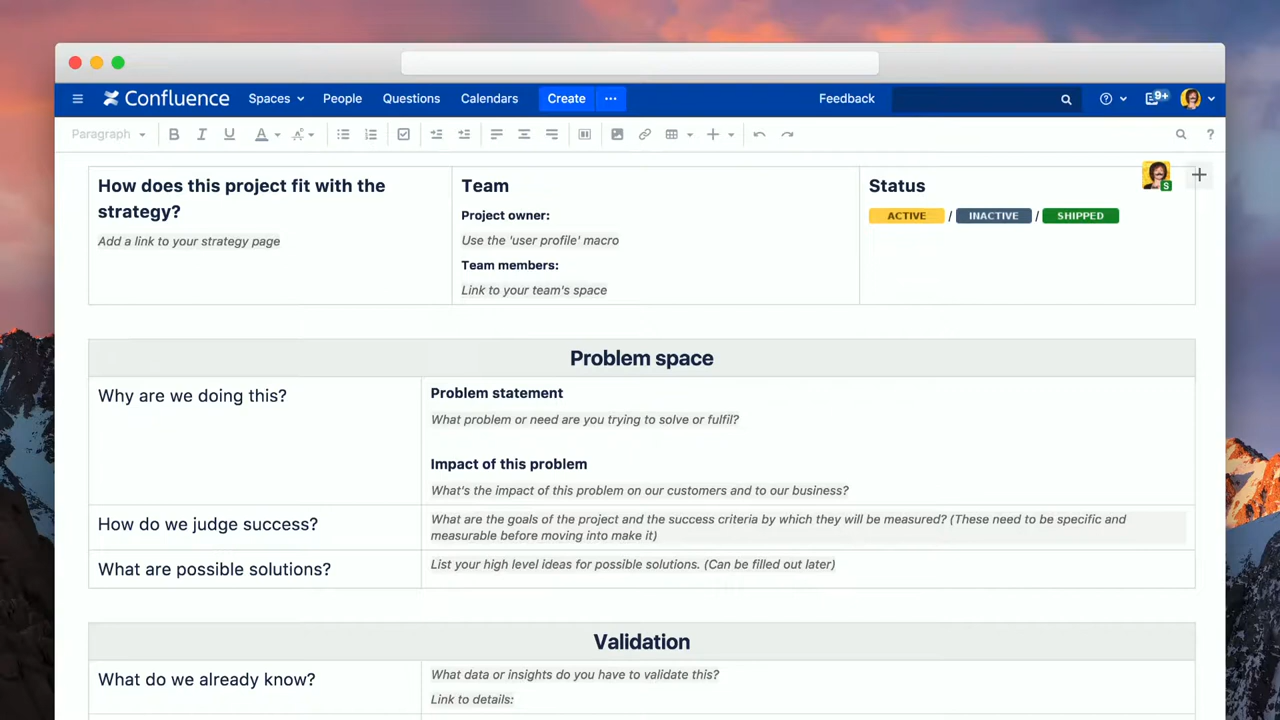 Confluence Spaces People Questions Calendars Create ··· Feedback 9+
Paragraph B I U A ?
How does this project fit with the
strategy?
Add a link to your strategy page
Team
Project owner:
Use the 'user profile' macro
Team members:
Link to your team's space
Status
ACTIVE / INACTIVE / SHIPPED
S
Problem space
Why are we doing this?
Problem statement
What problem or need are you trying to solve or fulfil?
Impact of this problem
What's the impact of this problem on our customers and to our business?
How do we judge success?
What are the goals of the project and the success criteria by which they will be measured? (These need to be specific and
measurable before moving into make it)
What are possible solutions?
List your high level ideas for possible solutions. (Can be filled out later)
Validation
What do we already know?
What data or insights do you have to validate this?
Link to details: